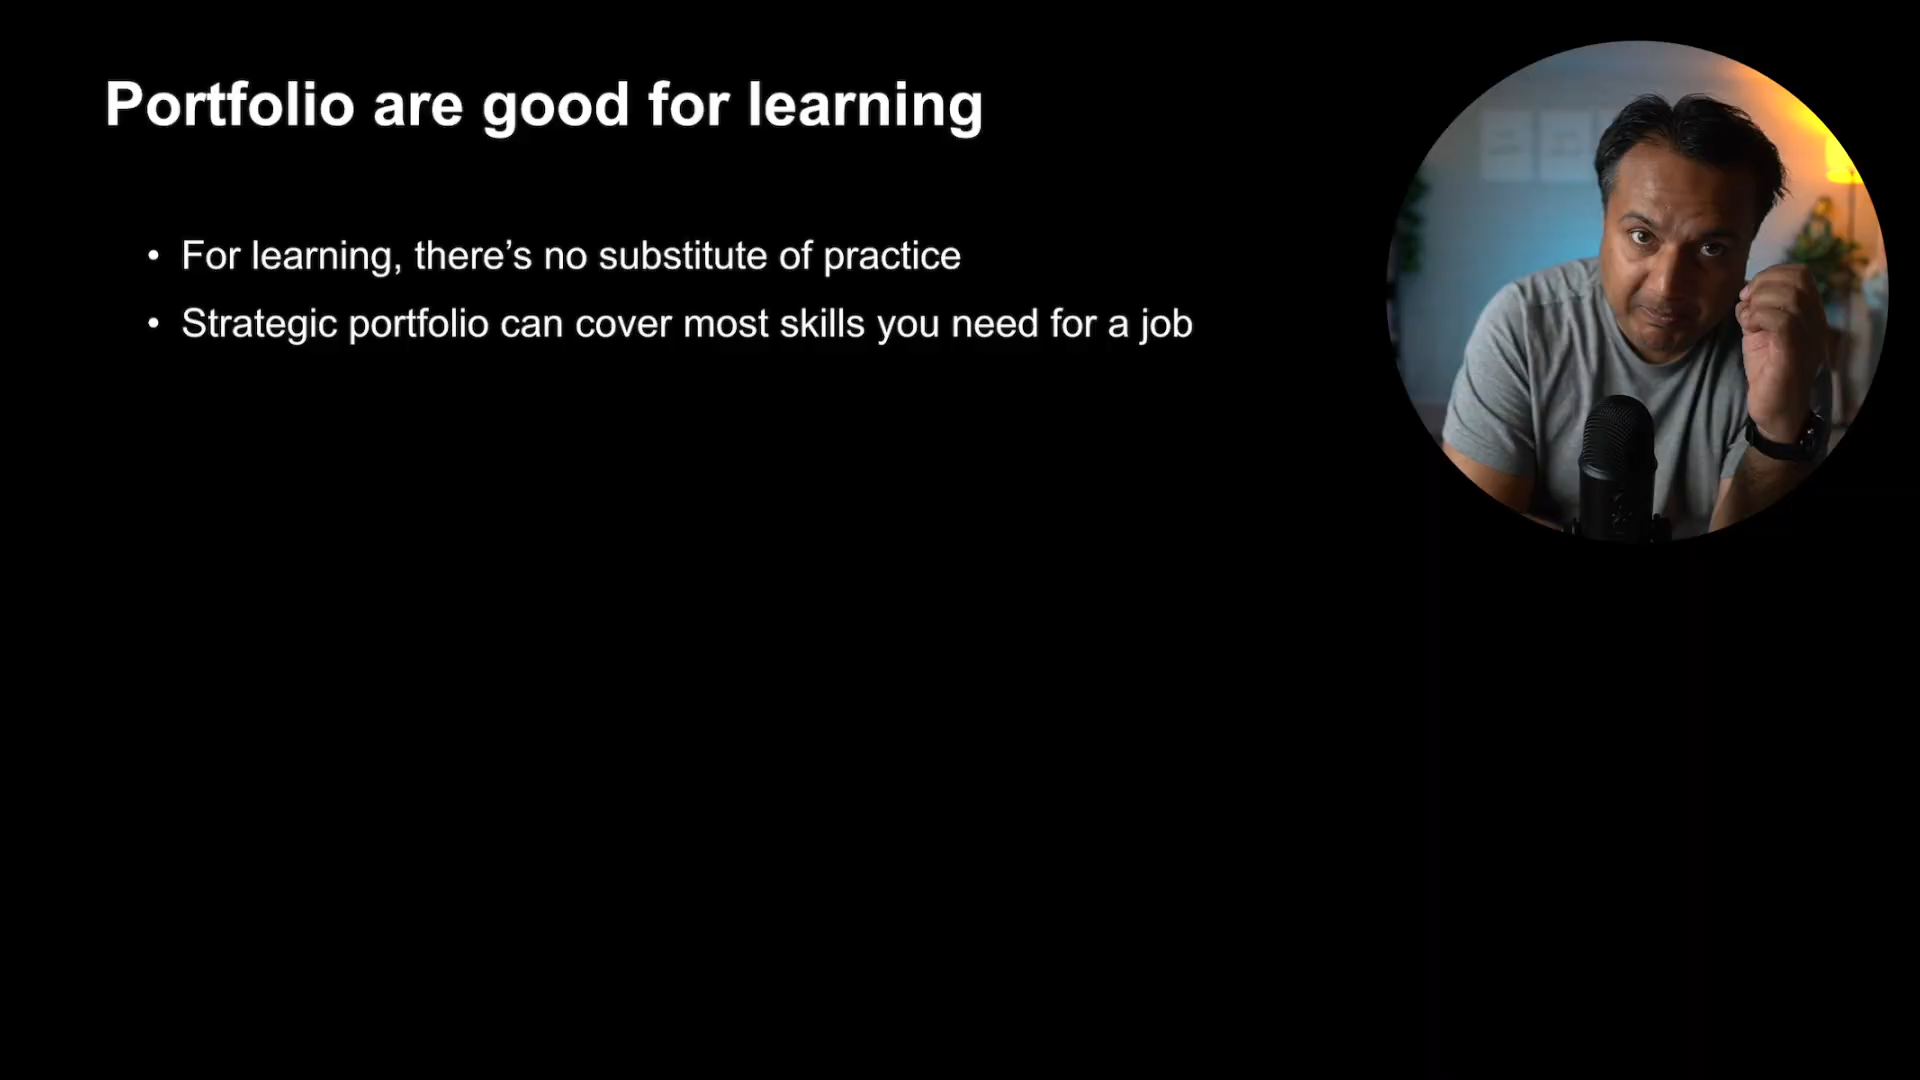 Portfolio are good for learning
• For learning, there’s no substitute of practice
• Strategic portfolio can cover most skills you need for a job